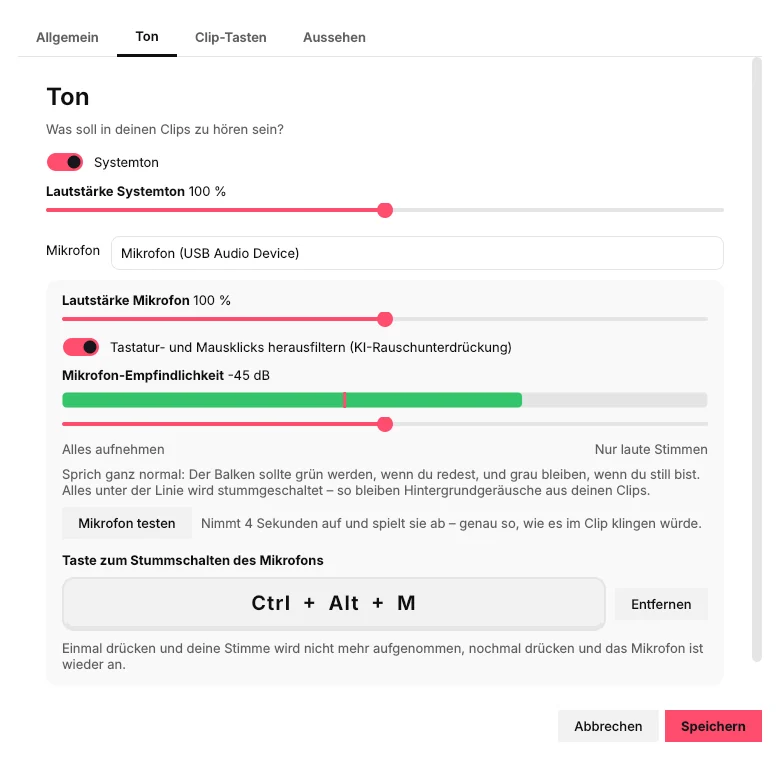 Allgemein
Ton
Clip-Tasten
Aussehen
Ton
Was soll in deinen Clips zu hören sein?
Systemton
Lautstärke Systemton 100 %
Mikrofon
Mikrofon (USB Audio Device)
Lautstärke Mikrofon 100 %
Tastatur- und Mausklicks herausfiltern (KI-Rauschunterdrückung)
Mikrofon-Empfindlichkeit -45 dB
Alles aufnehmen
Nur laute Stimmen
Sprich ganz normal: Der Balken sollte grün werden, wenn du redest, und grau bleiben, wenn du still bist.
Alles unter der Linie wird stummgeschaltet – so bleiben Hintergrundgeräusche aus deinen Clips.
Mikrofon testen
Nimmt 4 Sekunden auf und spielt sie ab – genau so, wie es im Clip klingen würde.
Taste zum Stummschalten des Mikrofons
Ctrl + Alt + M
Entfernen
Einmal drücken und deine Stimme wird nicht mehr aufgenommen, nochmal drücken und das Mikrofon ist
wieder an.
Abbrechen
Speichern